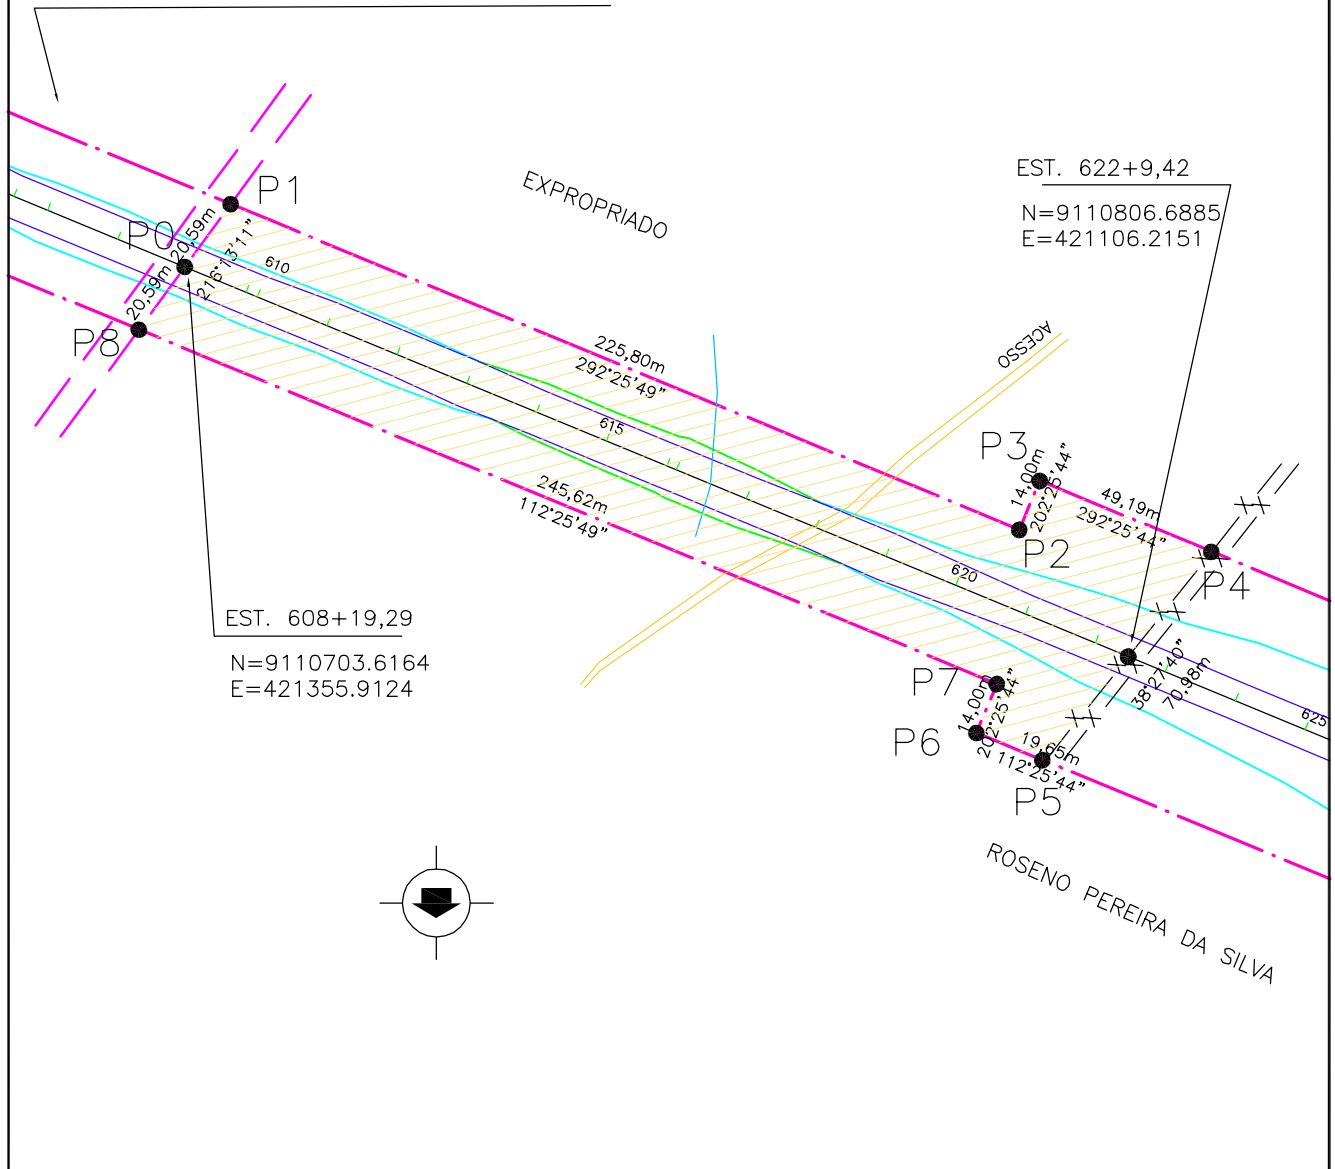 EST. 622+9,42
N=9110806.6885
E=421106.2151
P1
EXPROPRIADO
P0
20,59m
216°13'11"
20,59m
610
P8
ACESSO
225,80m
292°25'49"
615
P3
14,00m
202°25'44"
49,19m
292°25'44"
P2
P4
245,62m
112°25'49"
620
EST. 608+19,29
N=9110703.6164
E=421355.9124
P7
14,00m
202°25'44"
38°27'40"
70,98m
625
P6
19,65m
112°25'44"
P5
ROSENO PEREIRA DA SILVA